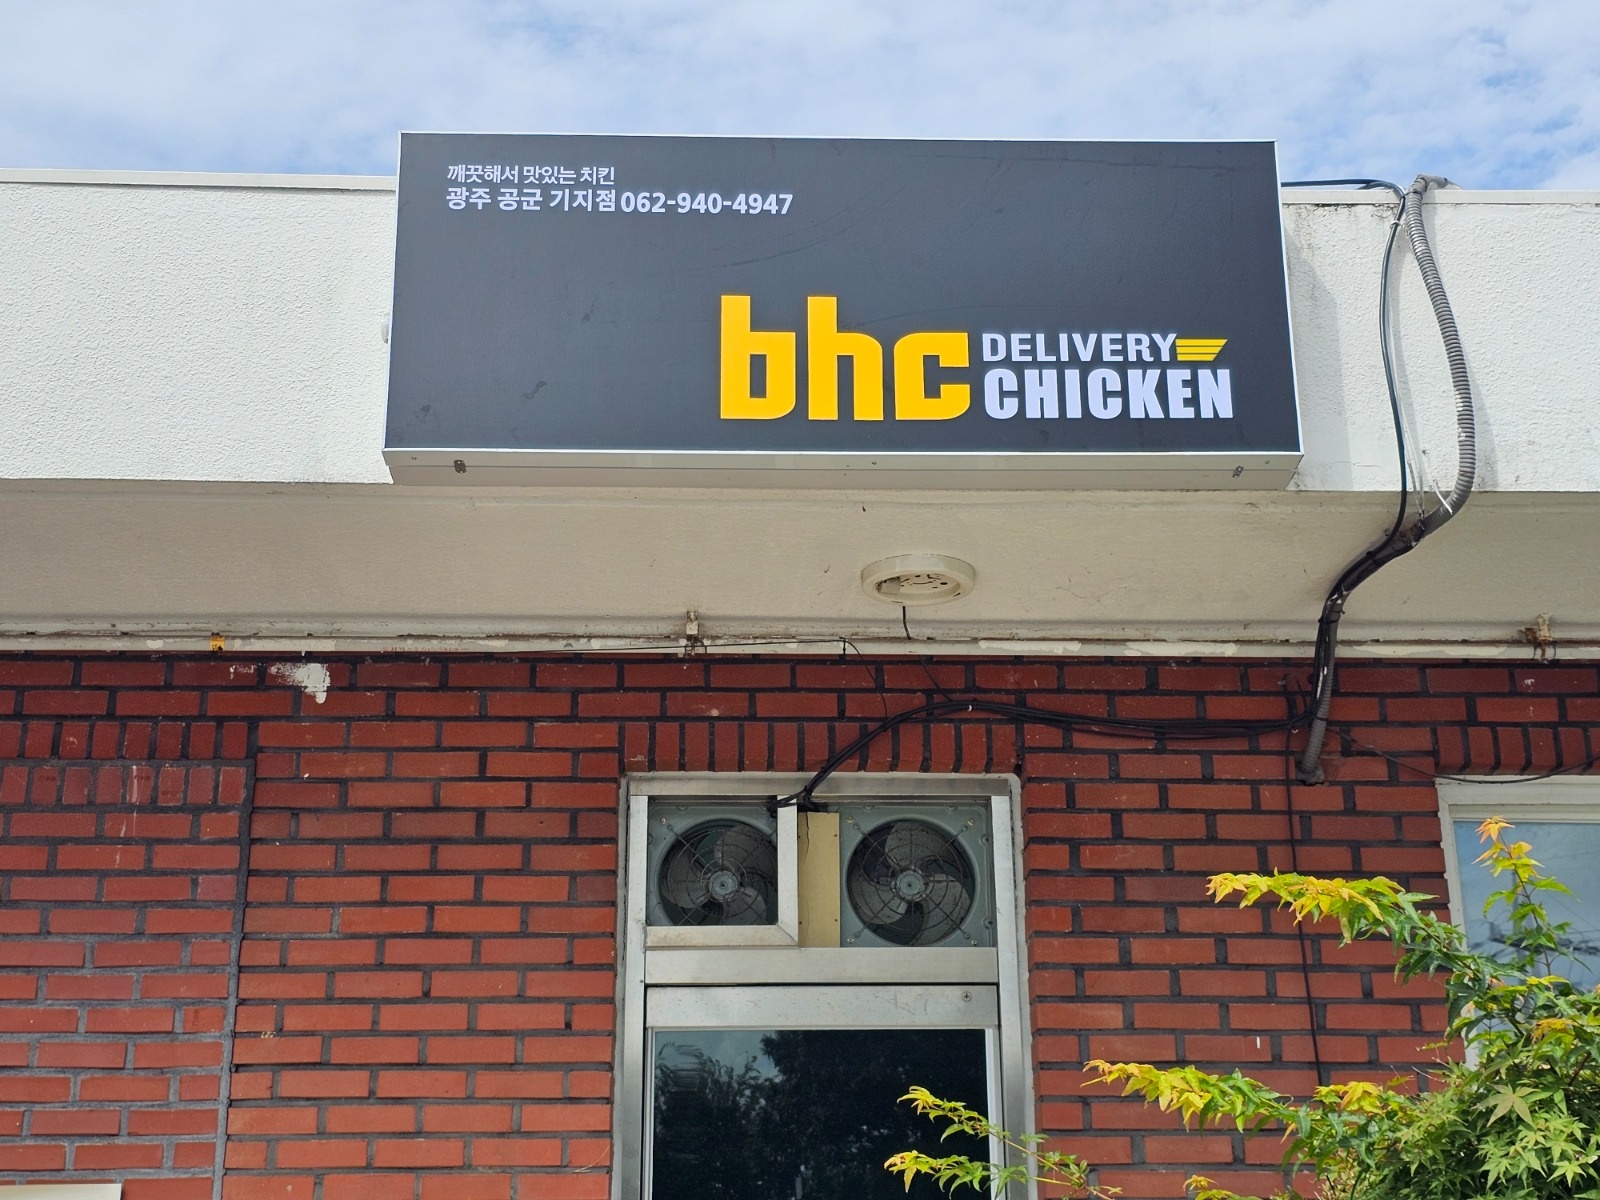 깨끗해서 맛있는 치킨
광주 공군 기지점 062-940-4947
bhc DELIVERY
CHICKEN